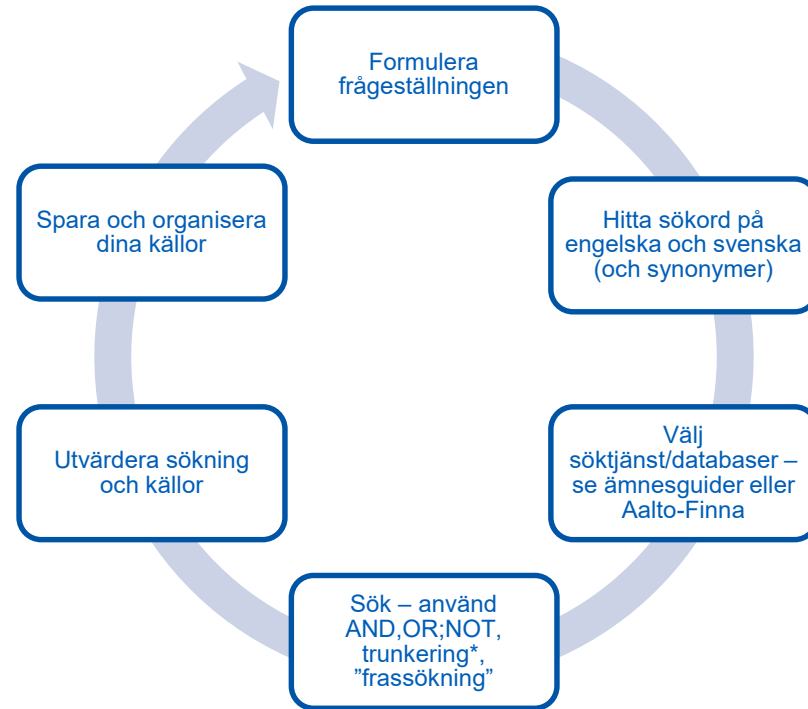 Formulera
frågeställningen
Hitta sökord på
engelska och svenska
(och synonymer)
Välj
söktjänst/databaser –
se ämnesguider eller
Aalto-Finna
Sök – använd
AND,OR;NOT,
trunkering*,
”frassökning”
Utvärdera sökning
och källor
Spara och organisera
dina källor